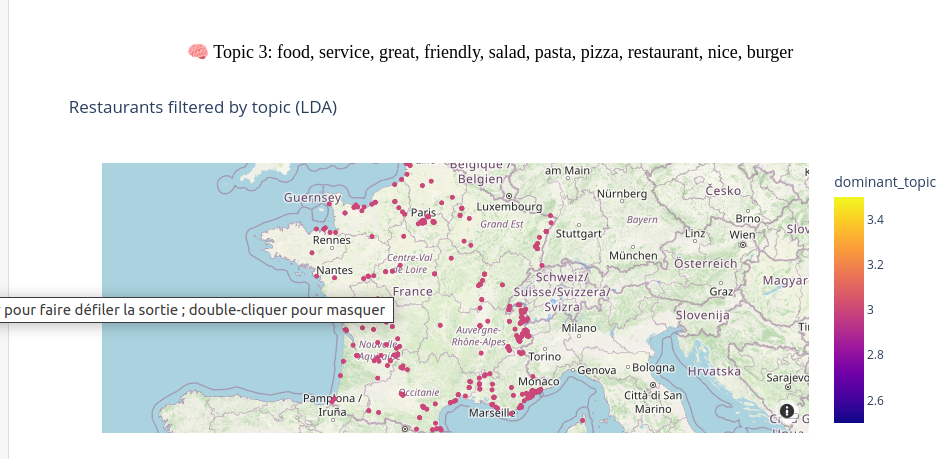 Topic 3: food, service, great, friendly, salad, pasta, pizza, restaurant, nice, burger
Restaurants filtered by topic (LDA)
België /
Belgien
am Main
Guernsey
Luxembourg
Nürnberg
Česko
dominant_topic
Paris
Grand Est
Bayern
Brno
3.4
Rennes
Stuttgart
Linz
Wien
Slov
Centre-Val
de Loire
München
Österreich
3.2
Nantes
Schweiz/
Suisse/Svizzera/
Svizra
France
Graz
Magyar
pour faire défiler la sortie ; double-cliquer pour masquer
Slovenija
3
Auvergne-
Rhône-Alpes
Milano
Torino
2.8
Genova
Bologna
Hrvatska
Monaco
Sarajevo
Occitanie
Pamplona /
Iruña
Marseille
Città di San
Marino
2.6